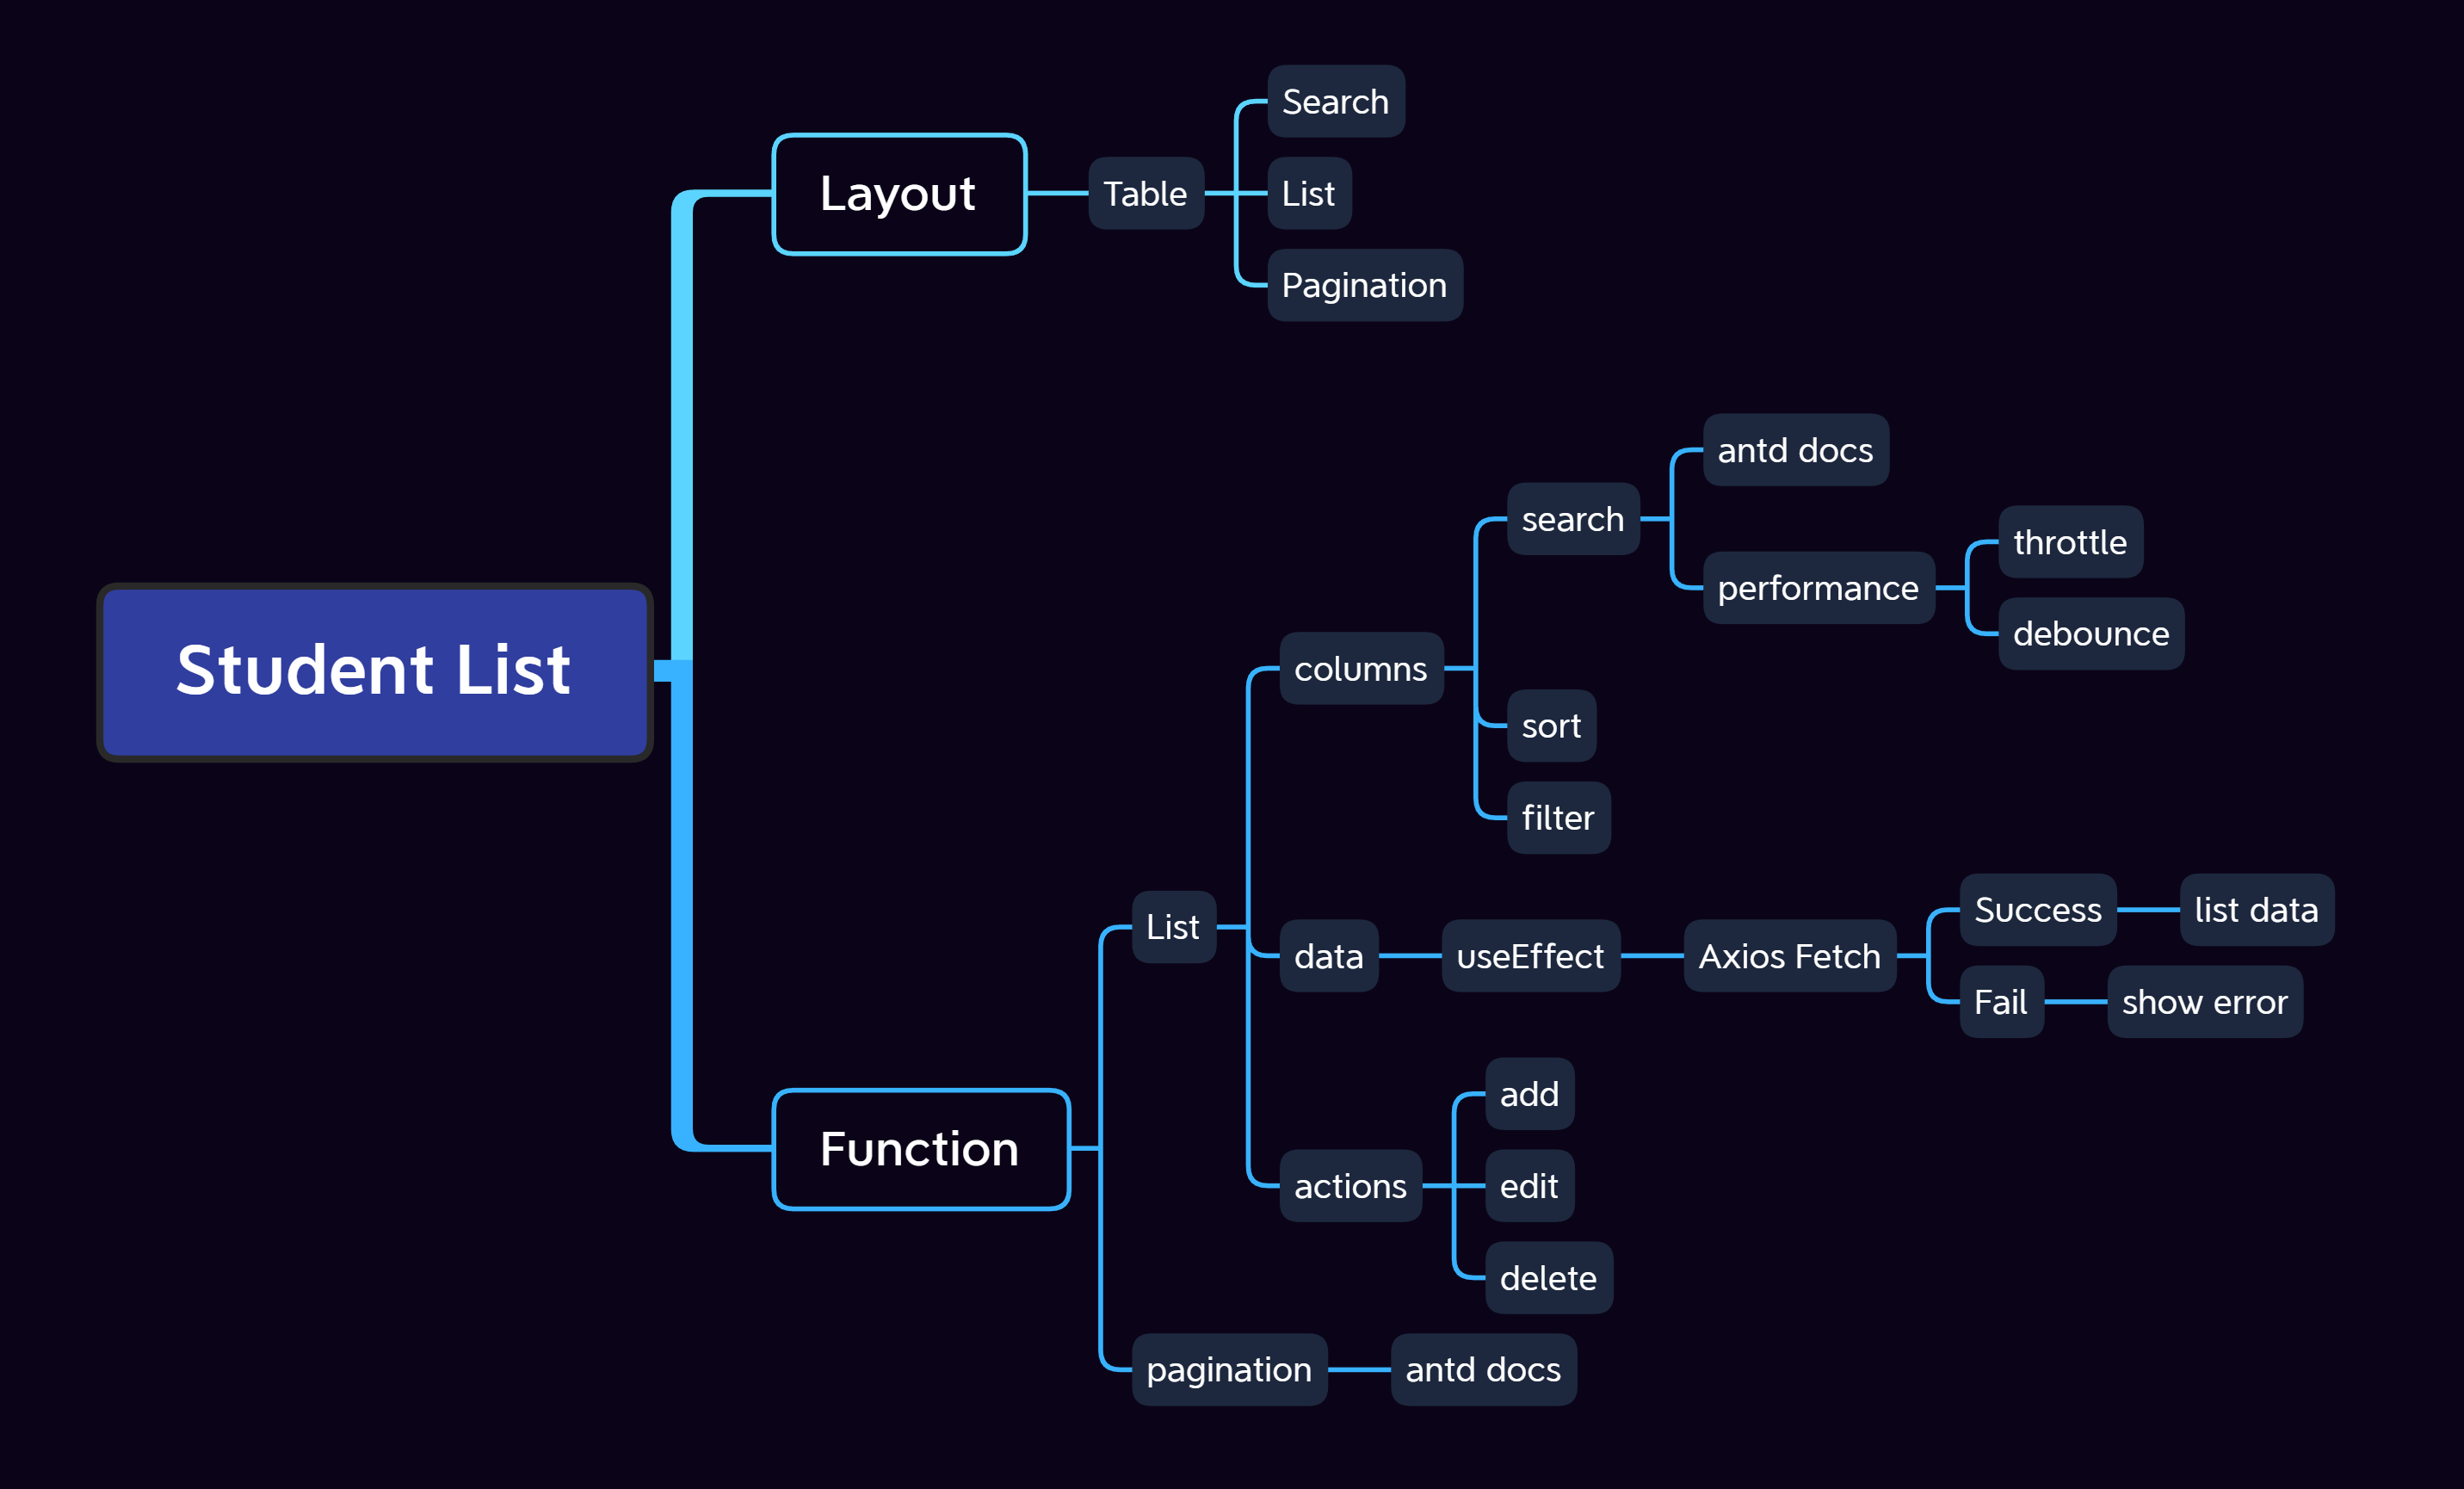 Student List
Layout
Table
Search
List
Pagination
Function
List
columns
search
antd docs
performance
throttle
debounce
sort
filter
data
useEffect
Axios Fetch
Success
list data
Fail
show error
actions
add
edit
delete
pagination
antd docs